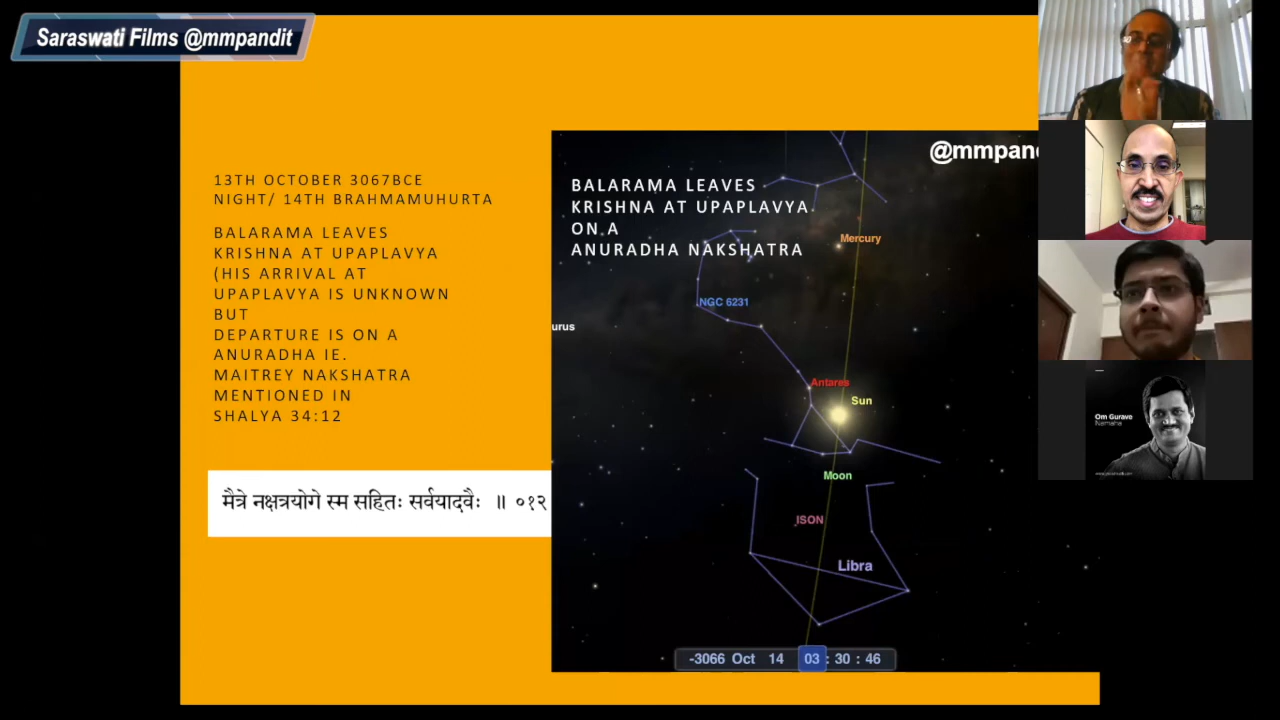 Saraswati Films @mmpandit
13TH OCTOBER 3067BCE
NIGHT/ 14TH BRAHMAMUHURTA
BALARAMA LEAVES
KRISHNA AT UPAPLAVYA
(HIS ARRIVAL AT
UPAPLAVYA IS UNKNOWN
BUT
DEPARTURE IS ON A
ANURADHA IE.
MAITREY NAKSHATRA
MENTIONED IN
SHALYA 34:12
मैत्रे नक्षत्रयोगे स्म सहितः सर्वयादवैः ॥ ०१२
@mmpand
BALARAMA LEAVES
KRISHNA AT UPAPLAVYA
ON A
ANURADHA NAKSHATRA
Mercury
NGC 6231
urus
Antares
Sun
Moon
ISON
Libra
-3066 Oct 14 03 : 30 : 46
Om Gurave
Namaha